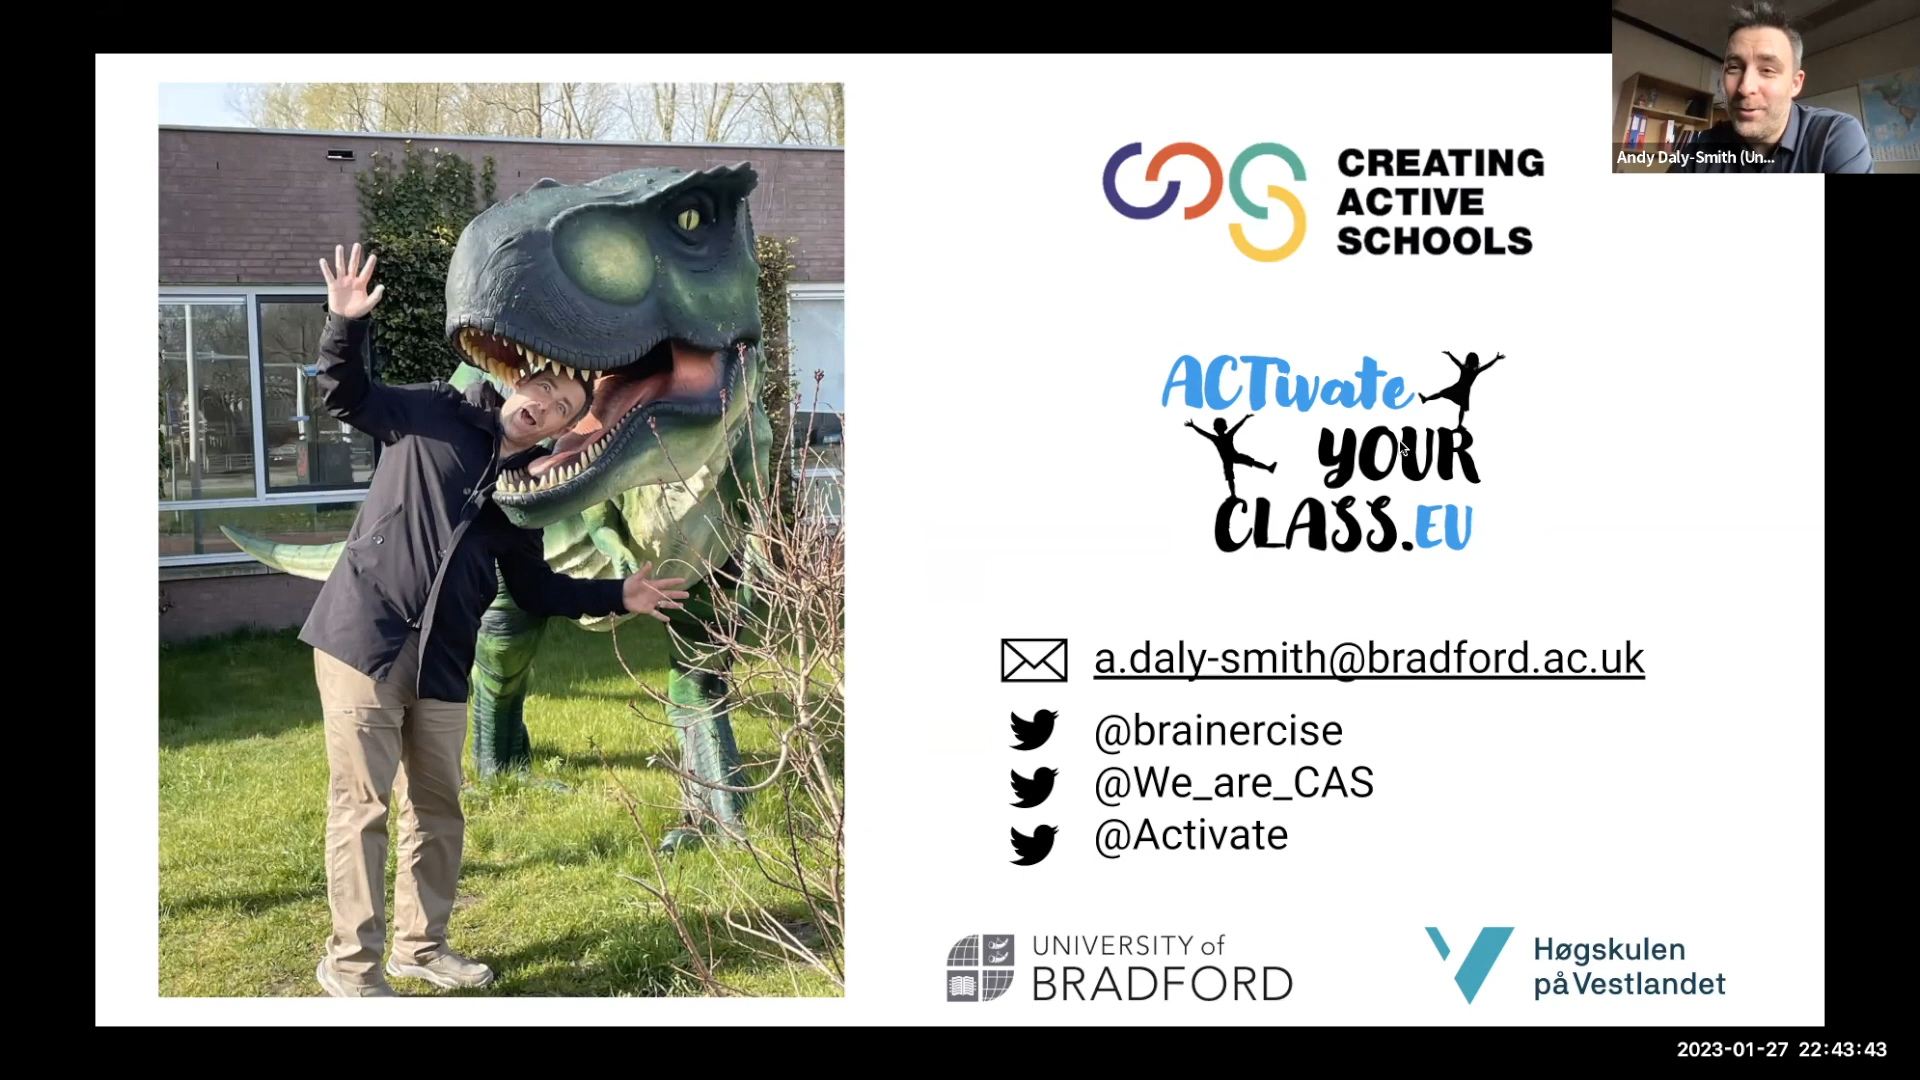 Andy Daly-Smith (Un...
CREATING
ACTIVE
SCHOOLS
ACTivate
YOUR
CLASS.EU
a.daly-smith@bradford.ac.uk
@brainercise
@We_are_CAS
@Activate
UNIVERSITY of
BRADFORD
Høgskulen
på Vestlandet
2023-01-27 22:43:43